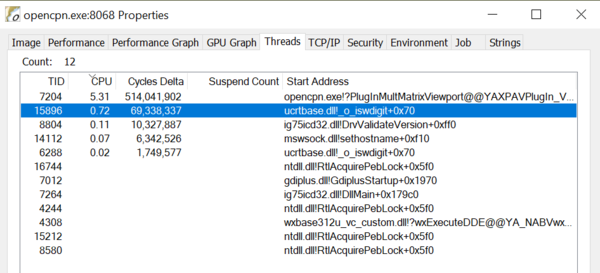 opencpn.exe:8068 Properties
Image Performance Performance Graph GPU Graph Threads TCP/IP Security Environment Job Strings
Count: 12
TID CPU Cycles Delta Suspend Count Start Address
7204 5.31 514,041,902 opencpn.exe!?PlugInMultMatrixViewport@@YAXPAVPlugIn_V...
15896 0.72 69,338,337 ucrtbase.dll!_o_iswdigit+0x70
8804 0.11 10,327,887 ig75icd32.dll!DrvValidateVersion+0xff0
14112 0.07 6,342,526 mswsock.dll!sethostname+0xf10
6288 0.02 1,749,577 ucrtbase.dll!_o_iswdigit+0x70
16744 ntdll.dll!RtlAcquirePebLock+0x5f0
7012 gdiplus.dll!GdiplusStartup+0x1970
7264 ig75icd32.dll!DllMain+0x179c0
4244 ntdll.dll!RtlAcquirePebLock+0x5f0
4308 wxbase312u_vc_custom.dll!?wxExecuteDDE@@YA_NABVwx...
15212 ntdll.dll!RtlAcquirePebLock+0x5f0
8580 ntdll.dll!RtlAcquirePebLock+0x5f0